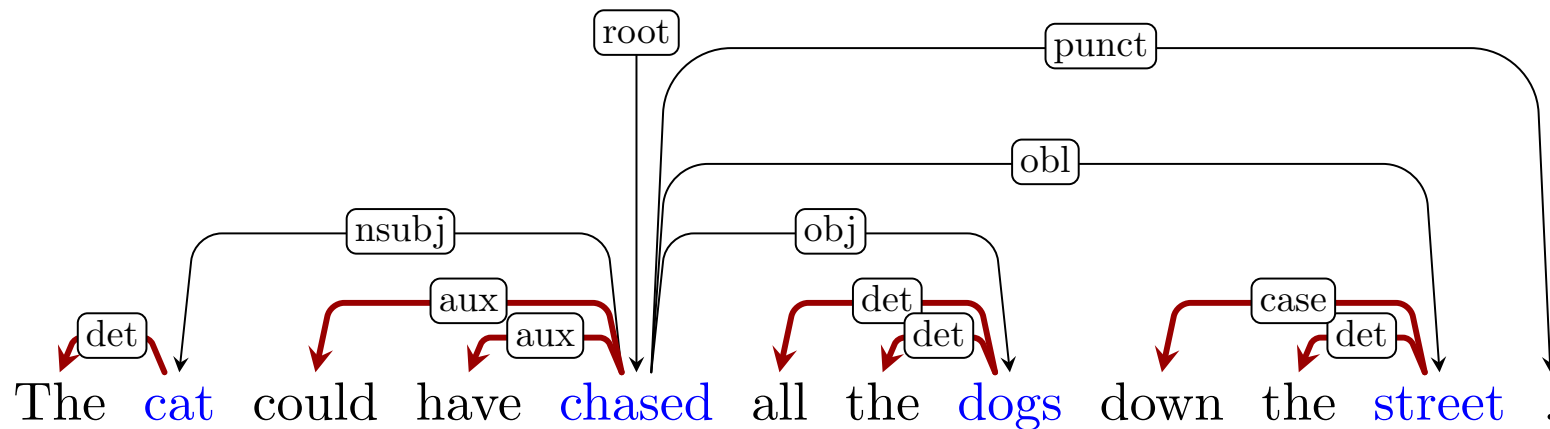 root
punct
obl
nsubj obj
aux det case
det aux det det
The cat could have chased all the dogs down the street .